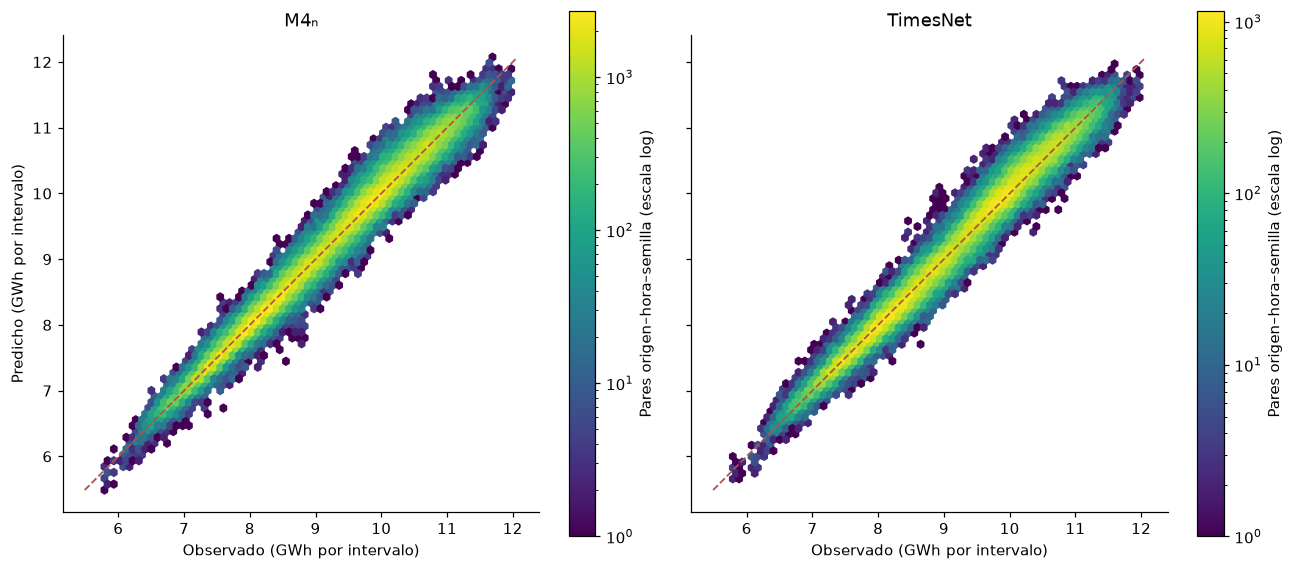 M4ₙ
TimesNet
12
11
10
9
8
7
6
Predicho (GWh por intervalo)
6 7 8 9 10 11 12
Observado (GWh por intervalo)
10³
10²
10¹
10⁰
Pares origen–hora–semilla (escala log)
6 7 8 9 10 11 12
Observado (GWh por intervalo)
10³
10²
10¹
10⁰
Pares origen–hora–semilla (escala log)